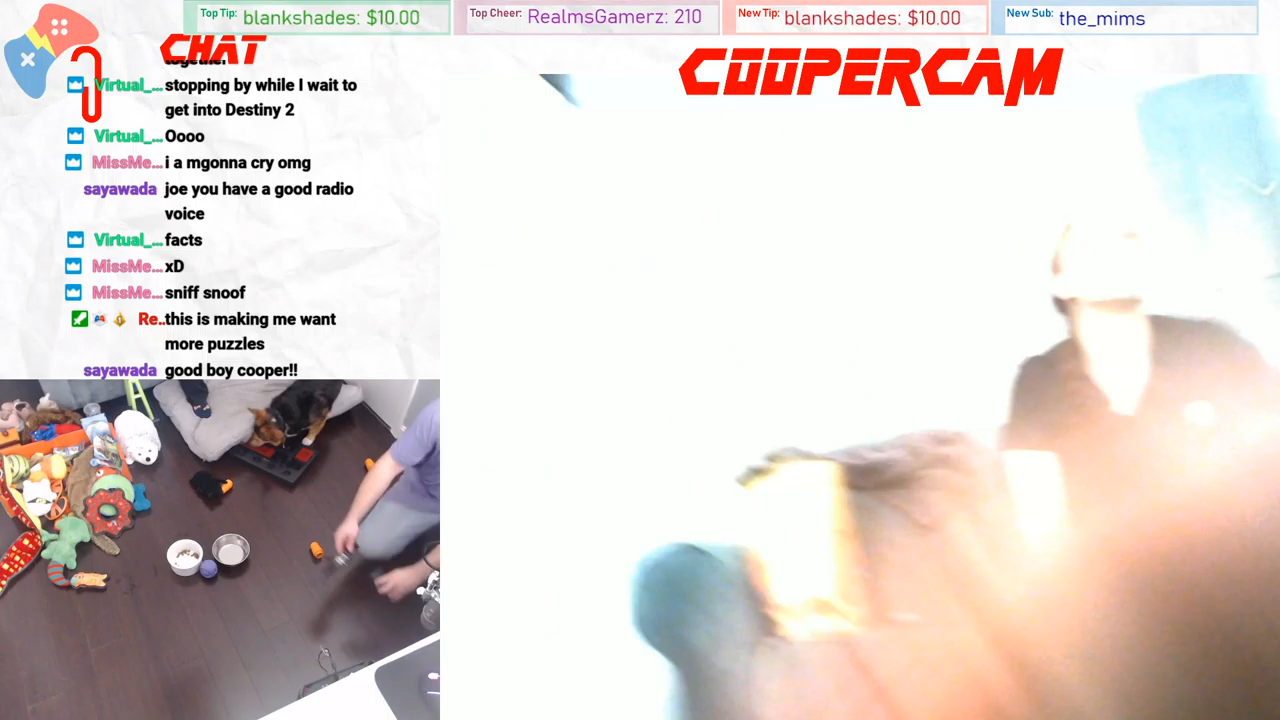 Top Tip: blankshades: $10.00
Top Cheer: RealmsGamerz: 210
New Tip: blankshades: $10.00
New Sub: the_mims
CHAT
COOPERCAM
together
Virtual_... stopping by while I wait to
get into Destiny 2
Virtual_... Oooo
MissMe... i a mgonna cry omg
sayawada joe you have a good radio
voice
Virtual_... facts
MissMe... xD
MissMe... sniff snoof
Re.. this is making me want
more puzzles
sayawada good boy cooper!!